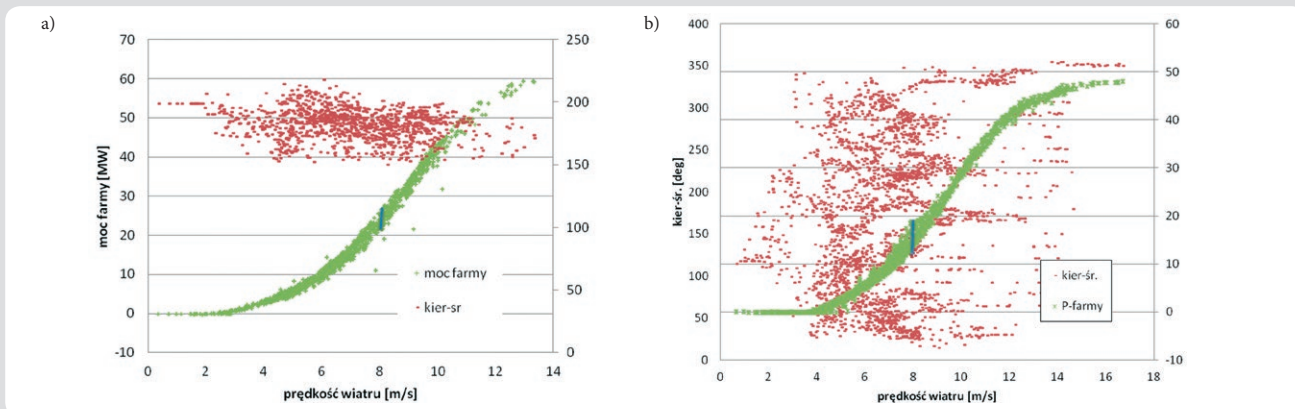 a)
70
60
50
40
30
20
10
0
-10
moc farmy [MW]
250
200
150
100
50
0
moc farmy
kier-sr
0 2 4 6 8 10 12 14
prędkość wiatru [m/s]
b)
400
350
300
250
200
150
100
50
0
kier-śr. [deg]
60
50
40
30
20
10
0
-10
kier-śr.
P-farmy
0 2 4 6 8 10 12 14 16 18
prędkość wiatru [m/s]